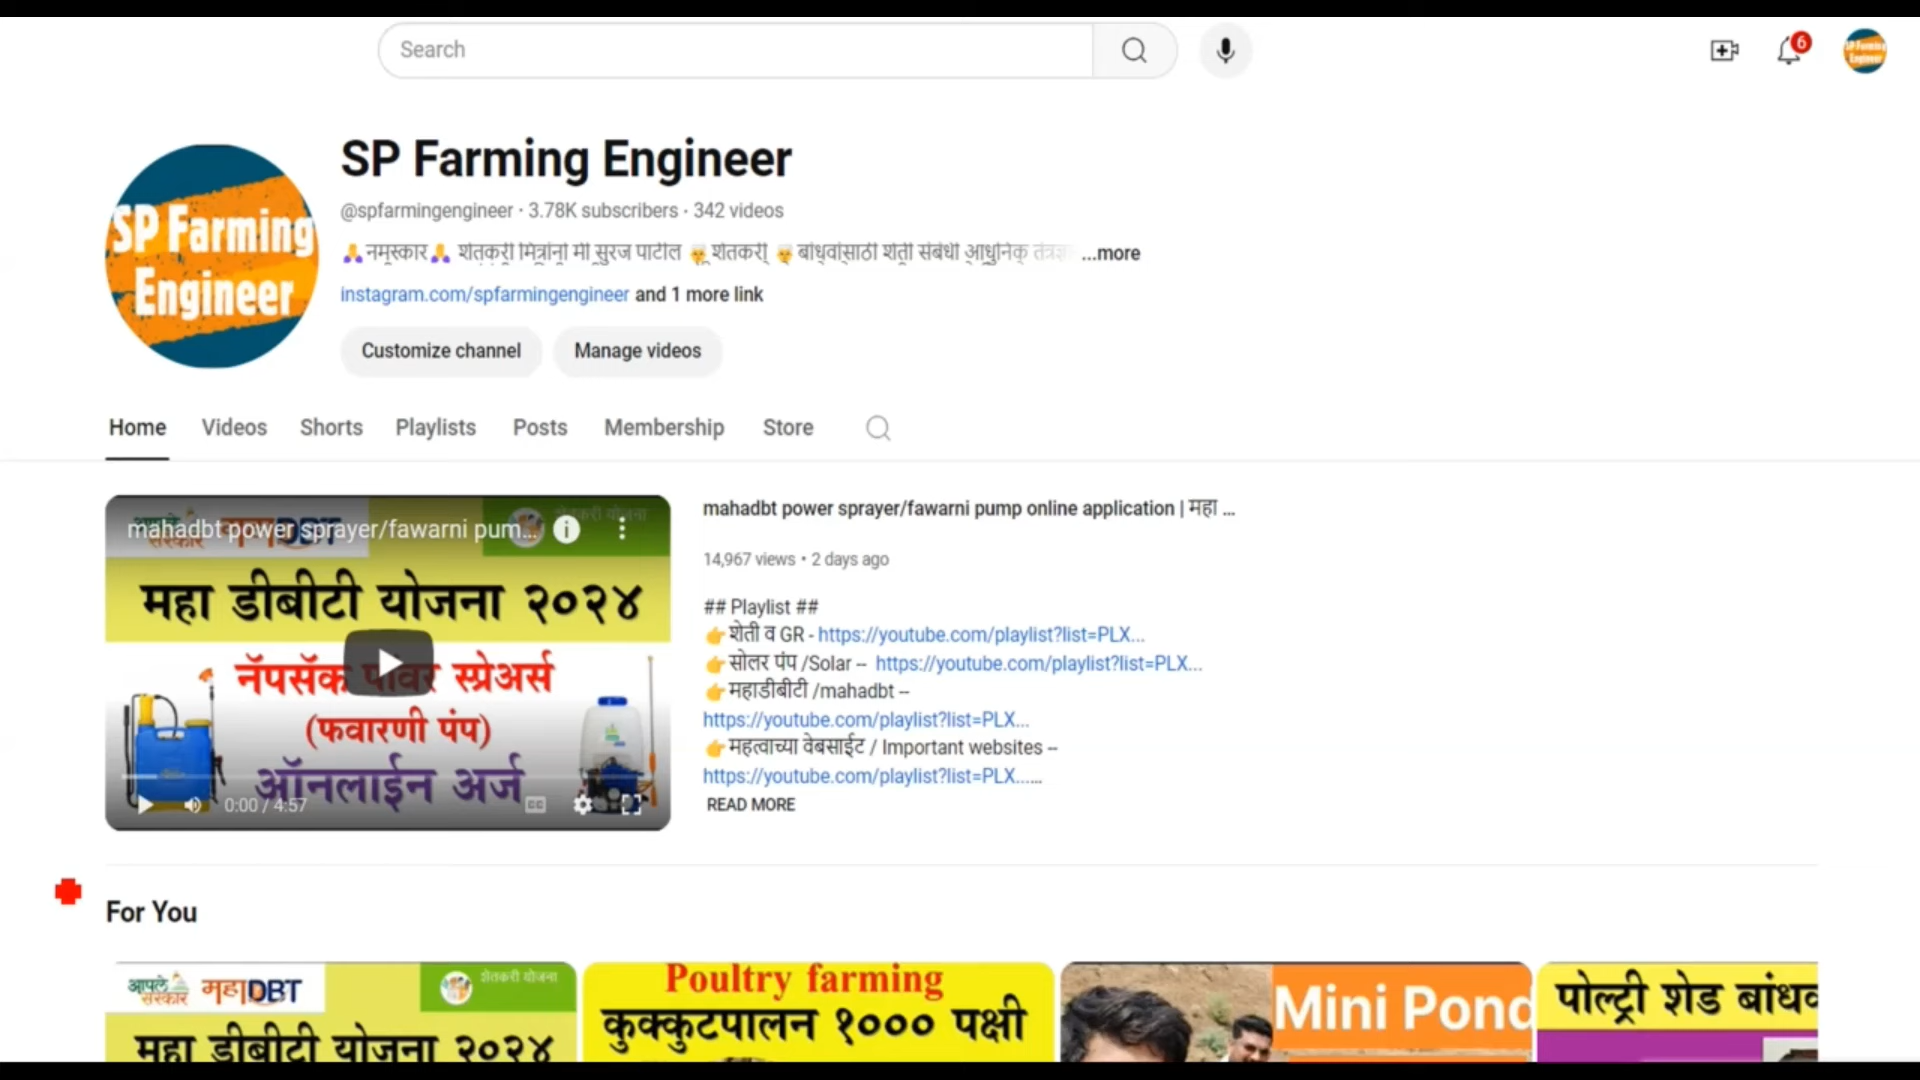 Search
6
SP Farming Engineer
@spfarmingengineer · 3.78K subscribers · 342 videos
SP Farming
Engineer
🙏नमस्कार🙏 शेतकरी मित्रांनो मी सुरज पाटील 👳शेतकरी 👳 बांधवांसाठी शेती संबंधी आधुनिक ...more
instagram.com/spfarmingengineer and 1 more link
Customize channel
Manage videos
Home
Videos
Shorts
Playlists
Posts
Membership
Store
mahadbt power sprayer/fawarni pum...
महा डीबीटी योजना २०२४
नॅपसॅक पॉवर स्प्रेअर्स
(फवारणी पंप)
ऑनलाईन अर्ज
0:00 / 4:57
mahadbt power sprayer/fawarni pump online application | महा ...
14,967 views • 2 days ago
## Playlist ##
👉शेती व GR - https://youtube.com/playlist?list=PLX...
👉सोलर पंप /Solar -- https://youtube.com/playlist?list=PLX...
👉महाडीबीटी /mahadbt --
https://youtube.com/playlist?list=PLX...
👉महत्वाच्या वेबसाईट / Important websites --
https://youtube.com/playlist?list=PLX......
READ MORE
For You
आपले सरकार महाDBT
शेतकरी योजना
महा डीबीटी योजना २०२४
Poultry farming
कुक्कुटपालन १००० पक्षी
Mini Pond
पोल्ट्री शेड